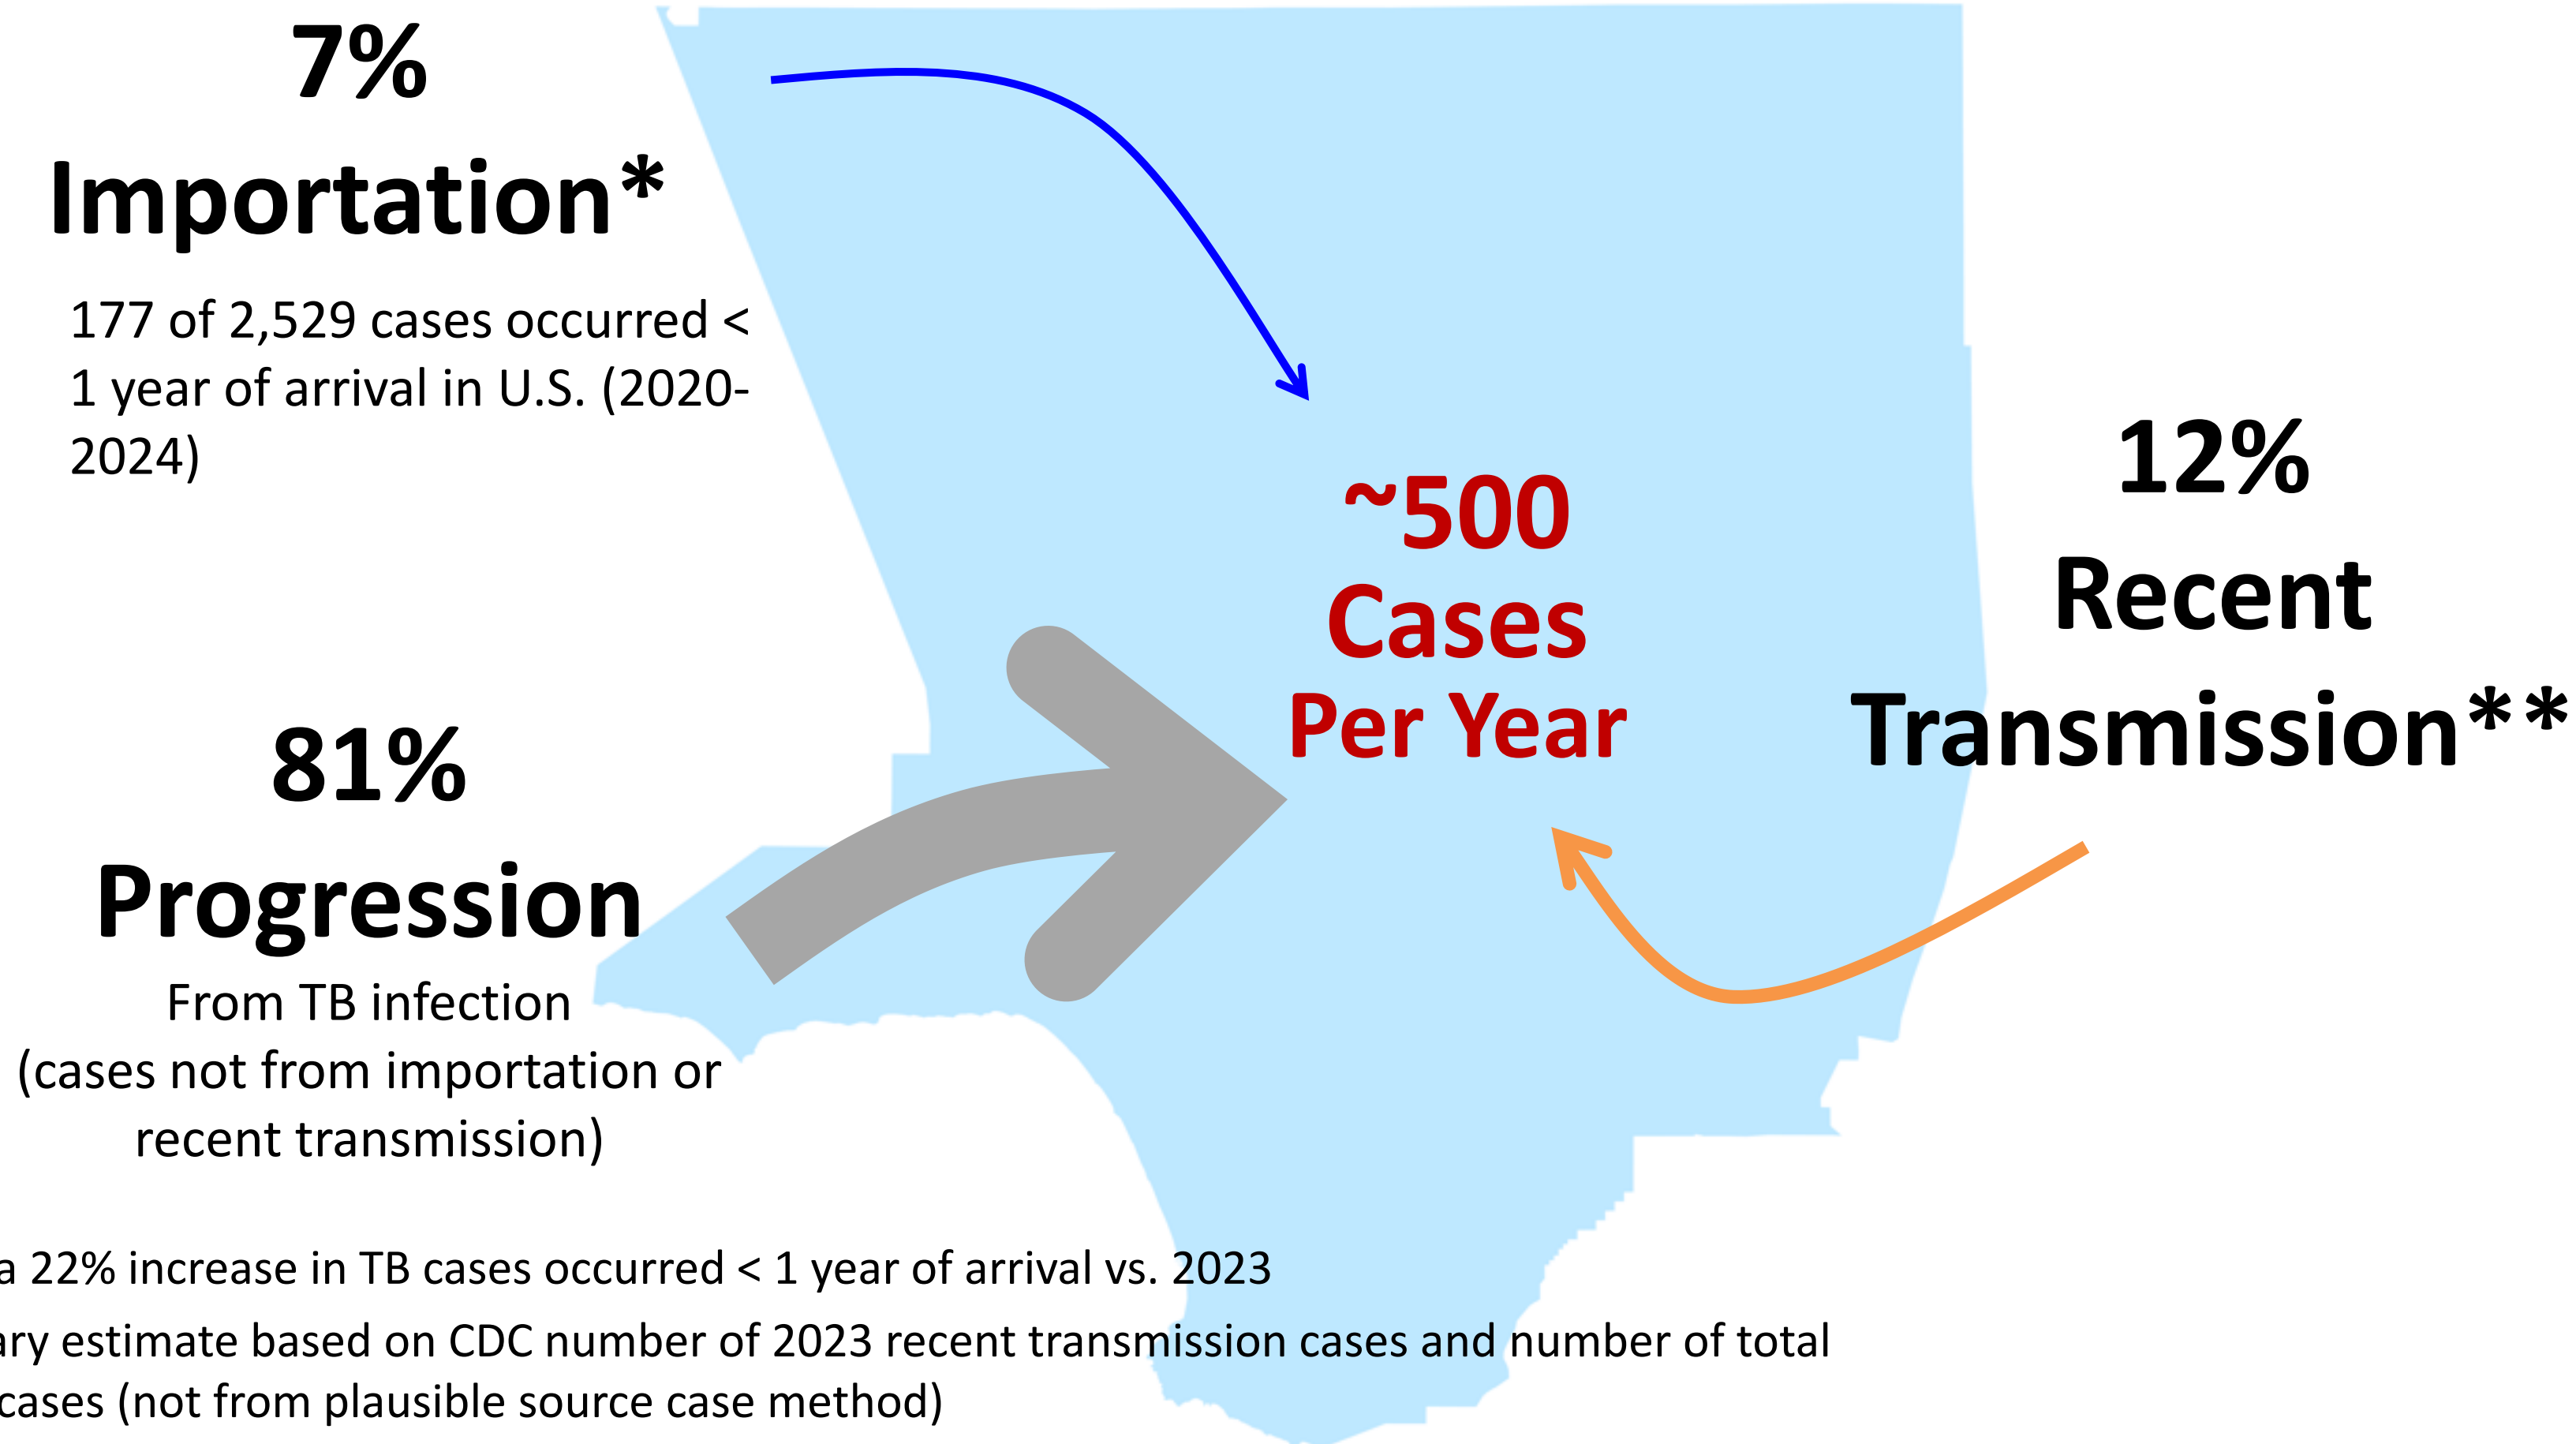 7%
Importation*
177 of 2,529 cases occurred <
1 year of arrival in U.S. (2020-
2024)
~500
Cases
Per Year
12%
Recent
Transmission**
81%
Progression
From TB infection
(cases not from importation or
recent transmission)
a 22% increase in TB cases occurred < 1 year of arrival vs. 2023
estimate based on CDC number of 2023 recent transmission cases and number of total
cases (not from plausible source case method)